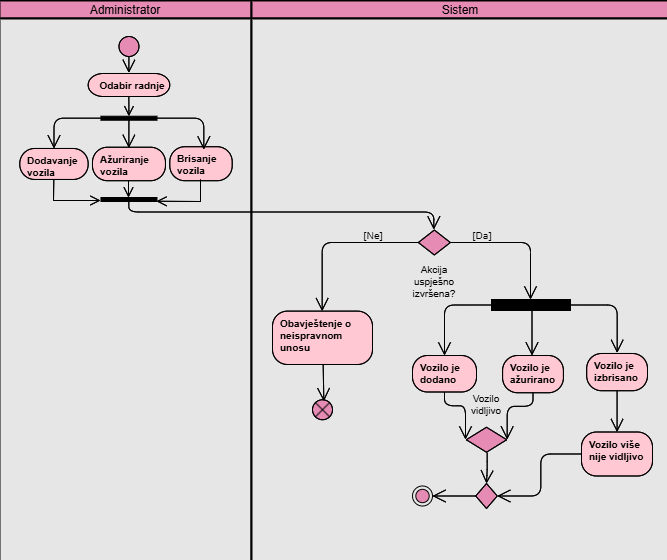 Administrator
Sistem
Odabir radnje
Dodavanje
vozila
Ažuriranje
vozila
Brisanje
vozila
[Ne]
[Da]
Akcija
uspješno
izvršena?
Obavještenje o
neispravnom
unosu
Vozilo je
dodano
Vozilo je
ažurirano
Vozilo je
izbrisano
Vozilo
vidljivo
Vozilo više
nije vidljivo